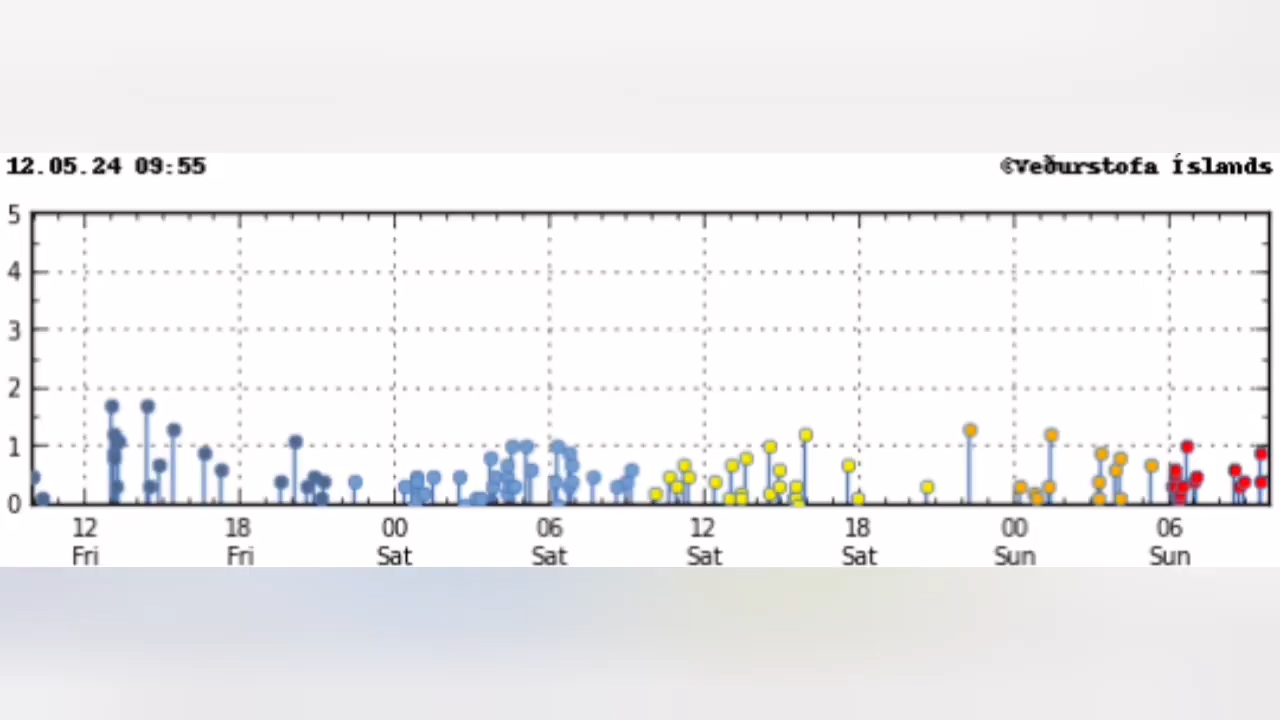 12.05.24 09:55 ©Veðurstofa Íslands
5
4
3
2
1
0
12 18 00 06 12 18 00 06
Fri Fri Sat Sat Sat Sat Sun Sun